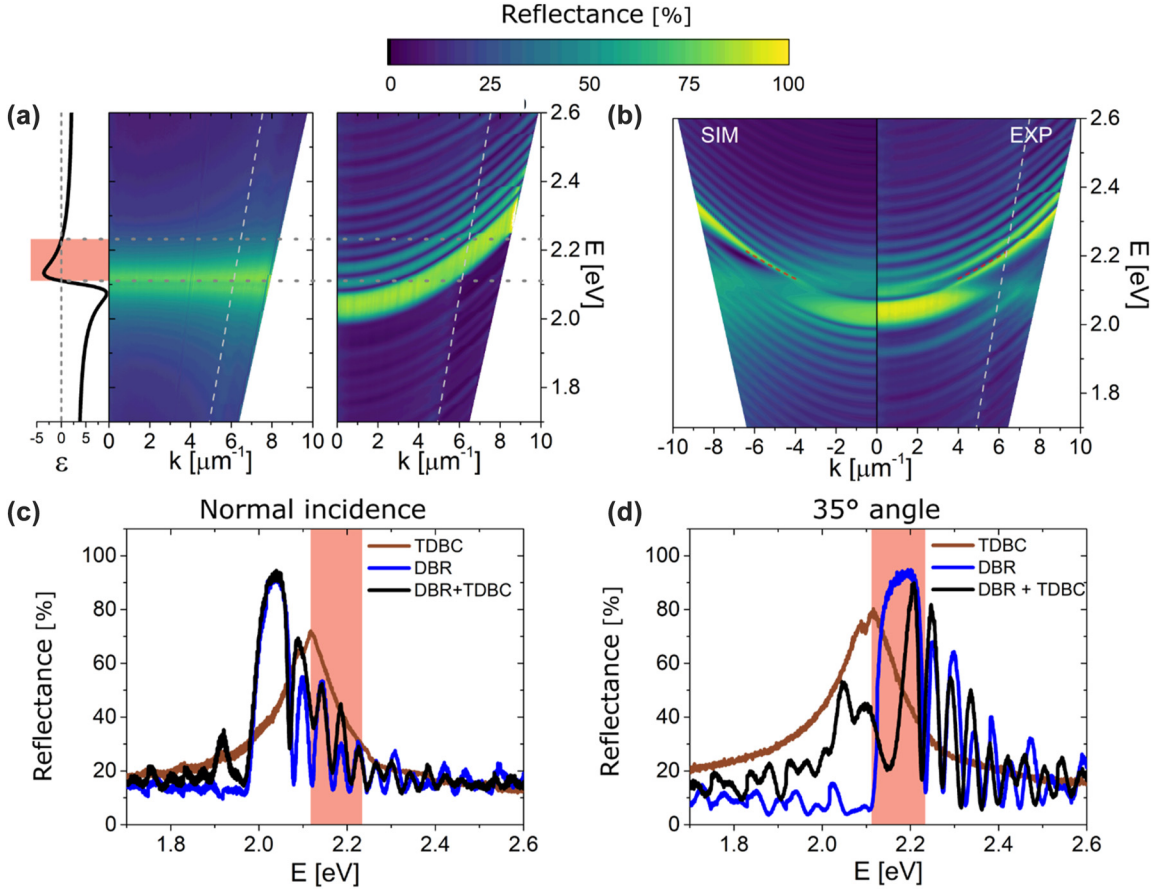 Reflectance [%]
0 25 50 75 100
(a)
(b)
2.6
2.4
2.2
2.0
1.8
E [eV]
-5 0 5
ε
0 2 4 6 8 10
k [μm⁻¹]
0 2 4 6 8 10
k [μm⁻¹]
SIM
EXP
2.6
2.4
2.2
2.0
1.8
E [eV]
-10 -8 -6 -4 -2 0 2 4 6 8 10
k [μm⁻¹]
(c)
Normal incidence
TDBC
DBR
DBR+TDBC
100
80
60
40
20
0
Reflectance [%]
1.8 2.0 2.2 2.4 2.6
E [eV]
(d)
35° angle
TDBC
DBR
DBR + TDBC
100
80
60
40
20
0
Reflectance [%]
1.8 2.0 2.2 2.4 2.6
E [eV]